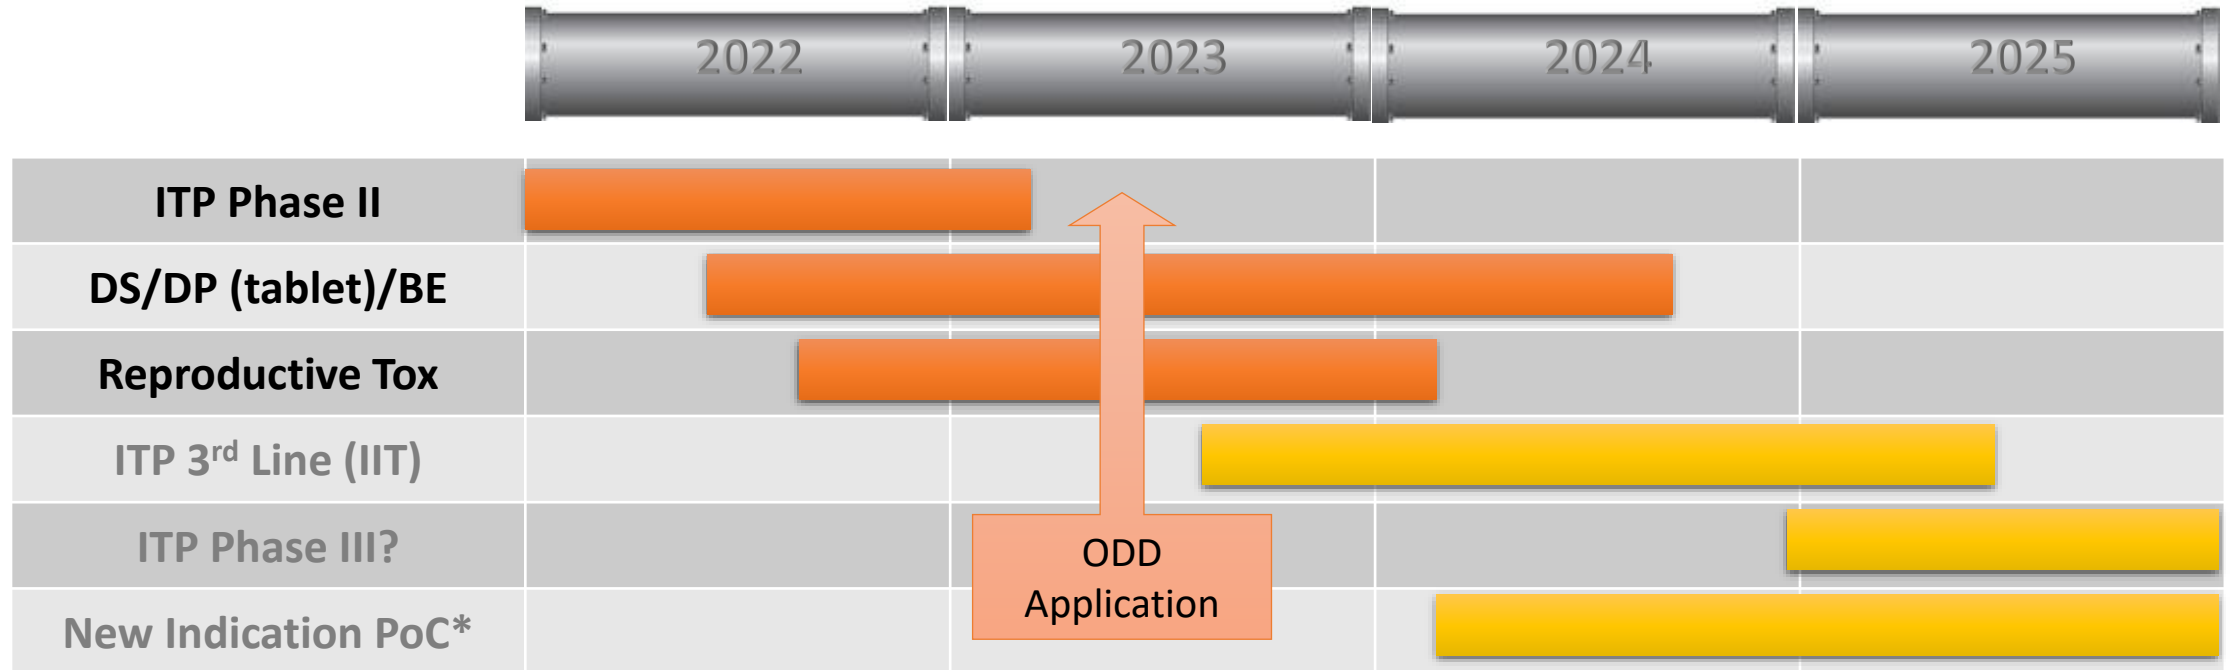 2022 2023 2024 2025
ITP Phase II
DS/DP (tablet)/BE
Reproductive Tox
ITP 3rd Line (IIT)
ITP Phase III?
New Indication PoC*
ODD
Application